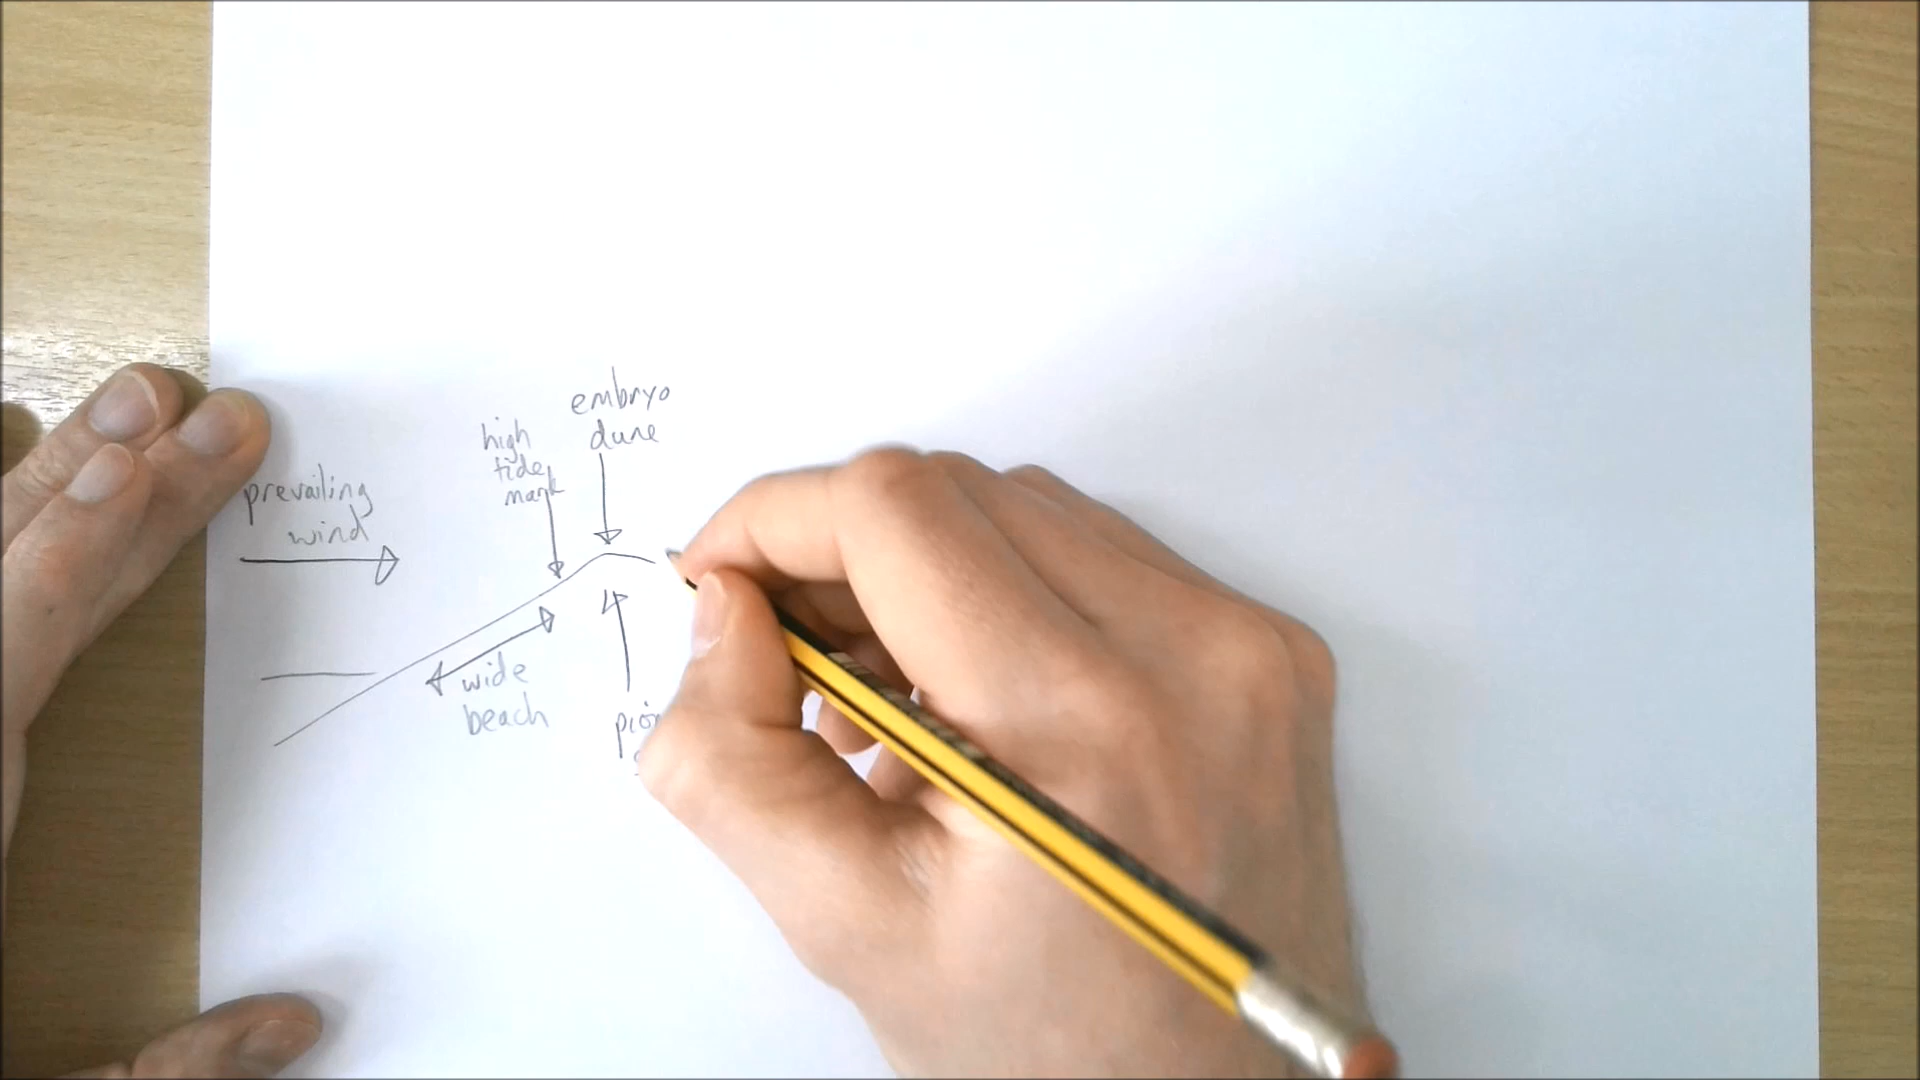 embryo
dune
high
tide
mark
prevailing
wind
wide
beach